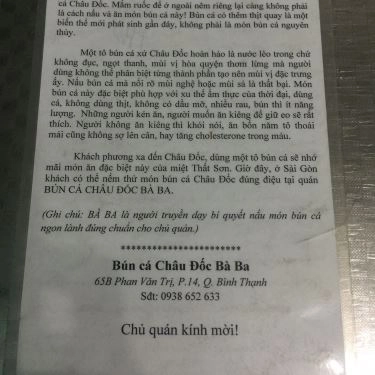 cá Châu Đốc. Mắm ruốc để ở ngoài nêm riêng tại càng không phải
là cách nấu và ăn món bún cá này! Bún cá có thêm thịt quay là một
biến thể mới phát sinh gần đây, không phải là món bún cá nguyên
thủy.
Một tô bún cá xứ Châu Đốc hoàn hảo là nước lèo trong chứ
không đục, ngọt thanh, mùi vị hòa quyện thơm lừng mà người
dùng không thể phân biệt từng thành phần tạo nên mùi vị đặc trưng
ấy. Nấu bún cá mà nồi rõ mùi nghệ hoặc mùi sả là thất bại. Món
bún cá này đặc biệt phù hợp với xu thế ẩm thực của thời đại, dùng
cá, không dùng thịt, không có dầu mỡ, nhiều rau, bún thì ít năng
lượng. Những người kén ăn, người muốn ăn kiêng để giữ eo sẽ rất
thích. Người không ăn kiêng thì khỏi nói, ăn bốn năm tô thoải
mái cũng không sợ lên cân, hay tăng cholesterone trong máu.
Khách phương xa đến Châu Đốc, dùng một tô bún cá sẽ nhớ
mãi món ăn đặc biệt này của miệt Thất Sơn. Giờ đây, ở Sài Gòn
khách có thể nếm thử món bún cá Châu Đốc đúng điệu tại quán
BÚN CÁ CHÂU ĐỐC BÀ BA.
(Ghi chú: BÀ BA là người truyền dạy bí quyết nấu món bún cá
ngon lành đúng chuẩn cho chủ quán.)
***********************
Bún cá Châu Đốc Bà Ba
65B Phan Văn Trị, P.14, Q. Bình Thạnh
Sđt: 0938 652 633
Chủ quán kính mời!